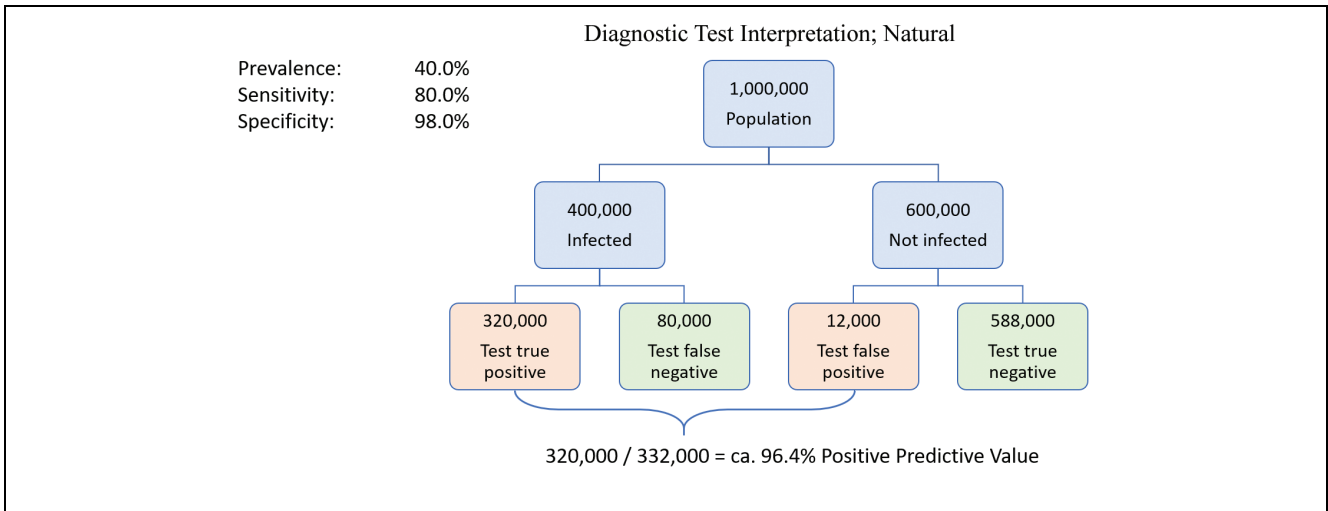 Diagnostic Test Interpretation; Natural
Prevalence: 40.0%
Sensitivity: 80.0%
Specificity: 98.0%
1,000,000
Population
400,000
Infected
600,000
Not infected
320,000
Test true
positive
80,000
Test false
negative
12,000
Test false
positive
588,000
Test true
negative
320,000 / 332,000 = ca. 96.4% Positive Predictive Value